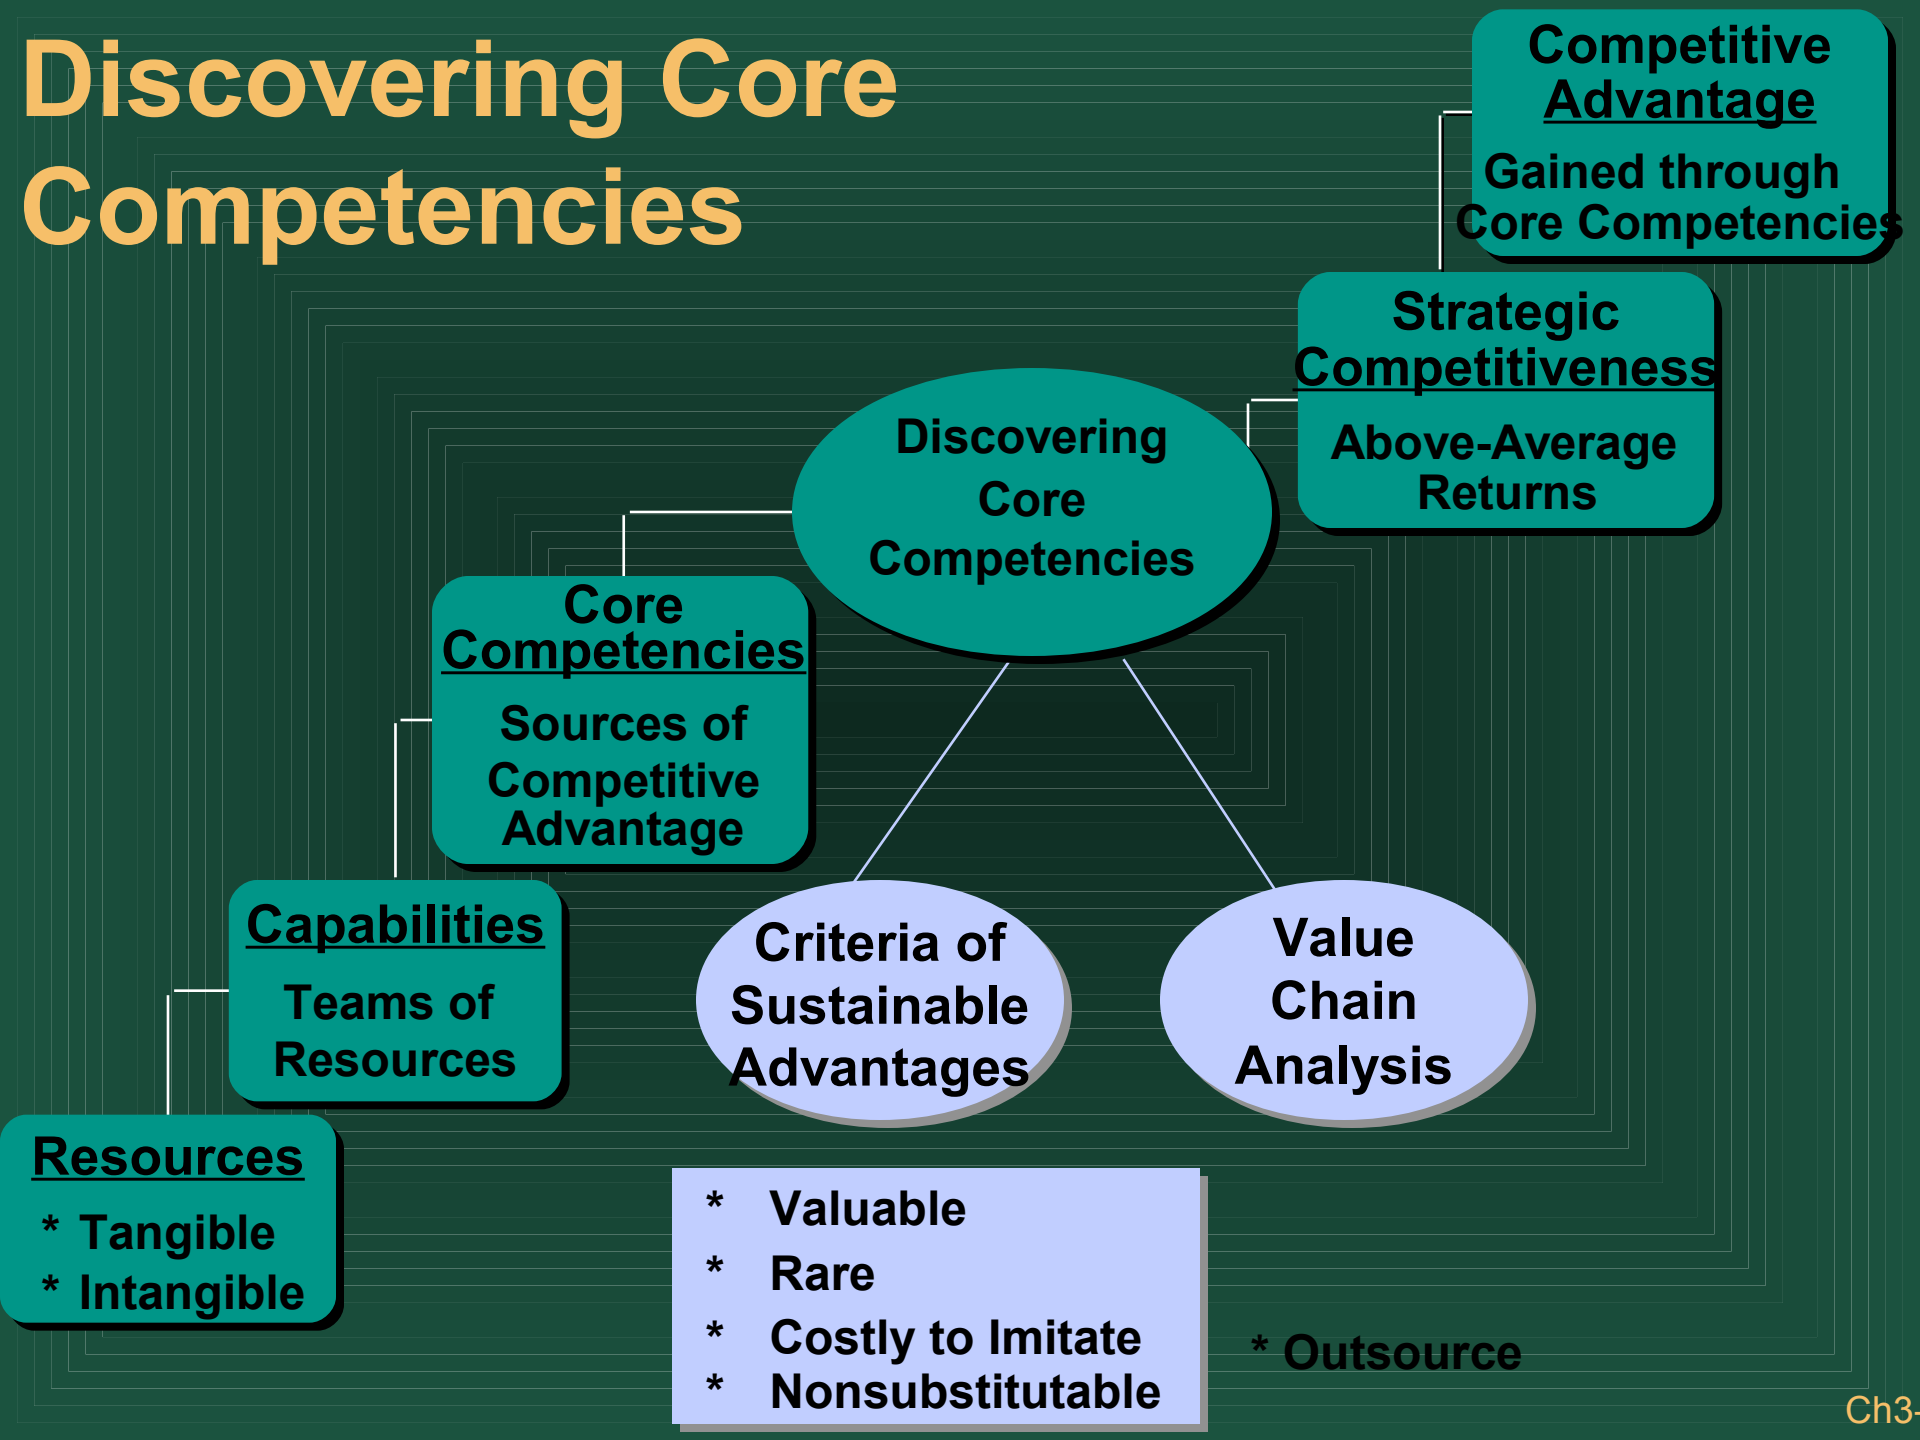 Discovering Core
Competencies
Competitive
Advantage
Gained through
Core Competencies
Strategic
Competitiveness
Above-Average
Returns
Discovering
Core
Competencies
Core
Competencies
Sources of
Competitive
Advantage
Capabilities
Teams of
Resources
Resources
* Tangible
* Intangible
Criteria of
Sustainable
Advantages
Value
Chain
Analysis
* Valuable
* Rare
* Costly to Imitate
* Nonsubstitutable
* Outsource
Ch3-